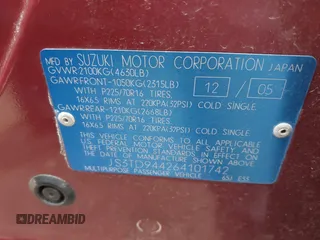 MFD BY SUZUKI MOTOR CORPORATION JAPAN
GVWR 2100KG(4630LB)
GAWR FRONT-1050KG(2315LB) 12 / 05
WITH P225/70R16 TIRES,
16X6.5 RIMS AT 220KPA(32PSI) COLD SINGLE
GAWR REAR-1210KG(2668LB)
WITH P225/70R16 TIRES,
16X6.5 RIMS AT 220KPA(32PSI) COLD SINGLE
THIS VEHICLE CONFORMS TO ALL APPLICABLE
U.S. FEDERAL MOTOR VEHICLE SAFETY
STANDARDS IN EFFECT ON THE DATE OF
MANUFACTURE SHOWN ABOVE.
JS3TD944264101742
MULTIPURPOSE PASSENGER VEHICLE
DREAMBID